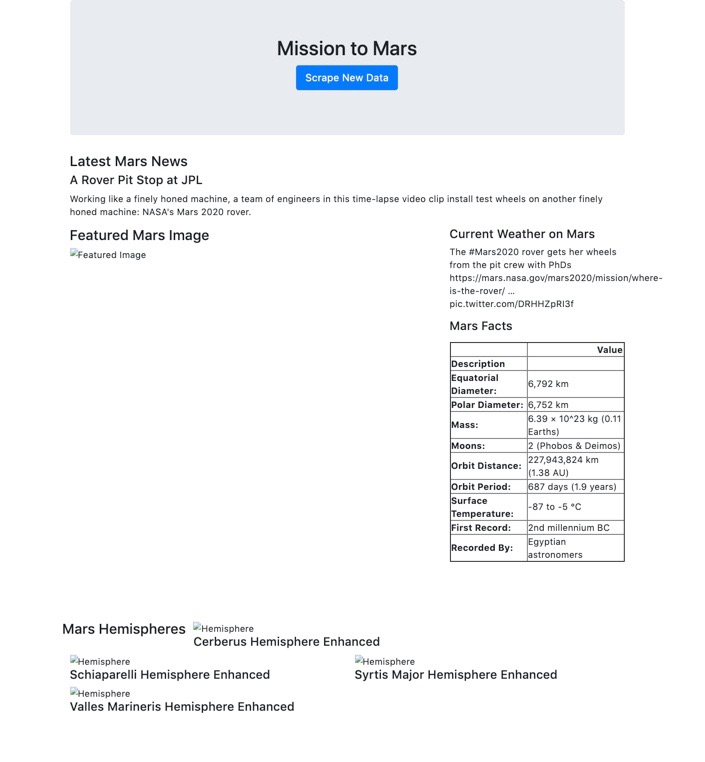 Mission to Mars
Scrape New Data
Latest Mars News
A Rover Pit Stop at JPL
Working like a finely honed machine, a team of engineers in this time-lapse video clip install test wheels on another finely
honed machine: NASA's Mars 2020 rover.
Featured Mars Image
Featured Image
Current Weather on Mars
The #Mars2020 rover gets her wheels
from the pit crew with PhDs
https://mars.nasa.gov/mars2020/mission/where-
is-the-rover/ …
pic.twitter.com/DRHHZpRI3f
Mars Facts
Value
Description
Equatorial
Diameter:
6,792 km
Polar Diameter: 6,752 km
Mass:
6.39 × 10^23 kg (0.11
Earths)
Moons: 2 (Phobos & Deimos)
Orbit Distance:
227,943,824 km
(1.38 AU)
Orbit Period: 687 days (1.9 years)
Surface
Temperature:
-87 to -5 °C
First Record: 2nd millennium BC
Recorded By:
Egyptian
astronomers
Mars Hemispheres
Hemisphere
Cerberus Hemisphere Enhanced
Hemisphere
Schiaparelli Hemisphere Enhanced
Hemisphere
Syrtis Major Hemisphere Enhanced
Hemisphere
Valles Marineris Hemisphere Enhanced